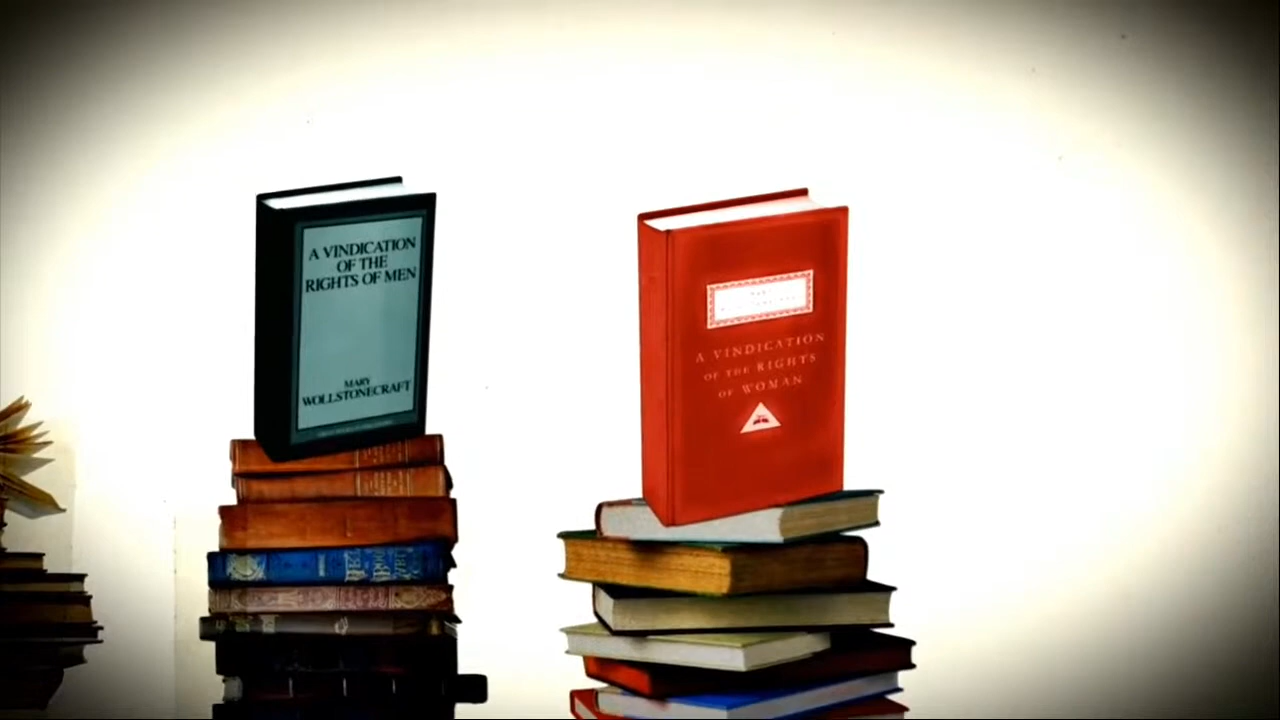 A VINDICATION
OF THE
RIGHTS OF MEN
MARY
WOLLSTONECRAFT
A VINDICATION
OF THE RIGHTS
OF WOMAN